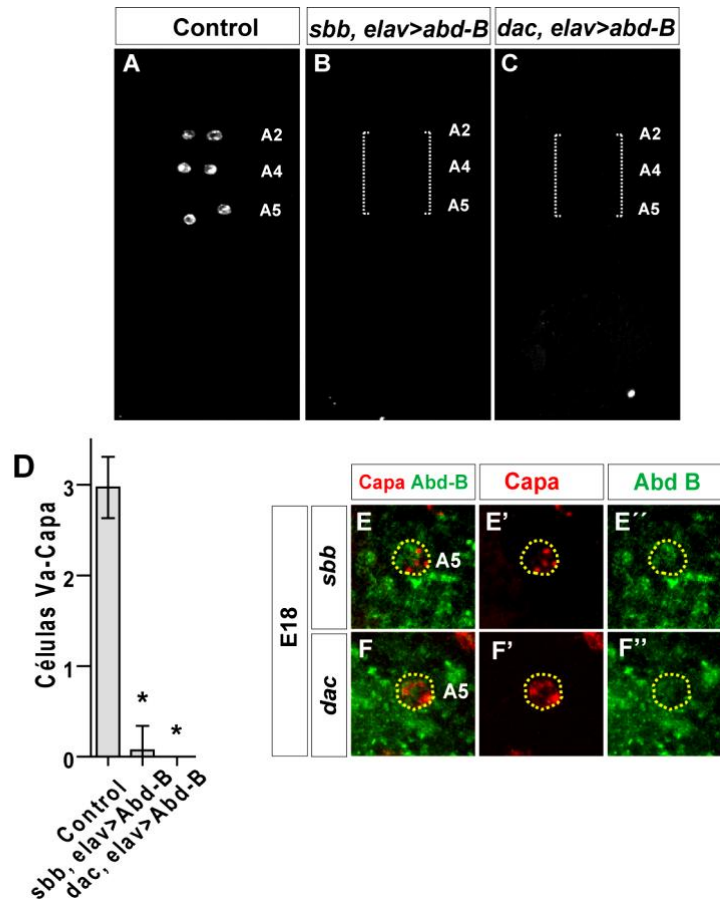 Control
sbb, elav>abd-B
dac, elav>abd-B
A
A2
A4
A5
B
A2
A4
A5
C
A2
A4
A5
D
Células Va-Capa
3
2
1
0
*
*
Control
sbb, elav>Abd-B
dac, elav>Abd-B
Capa Abd-B
Capa
Abd B
E18
sbb
E
A5
E'
E´´
dac
F
A5
F'
F’’